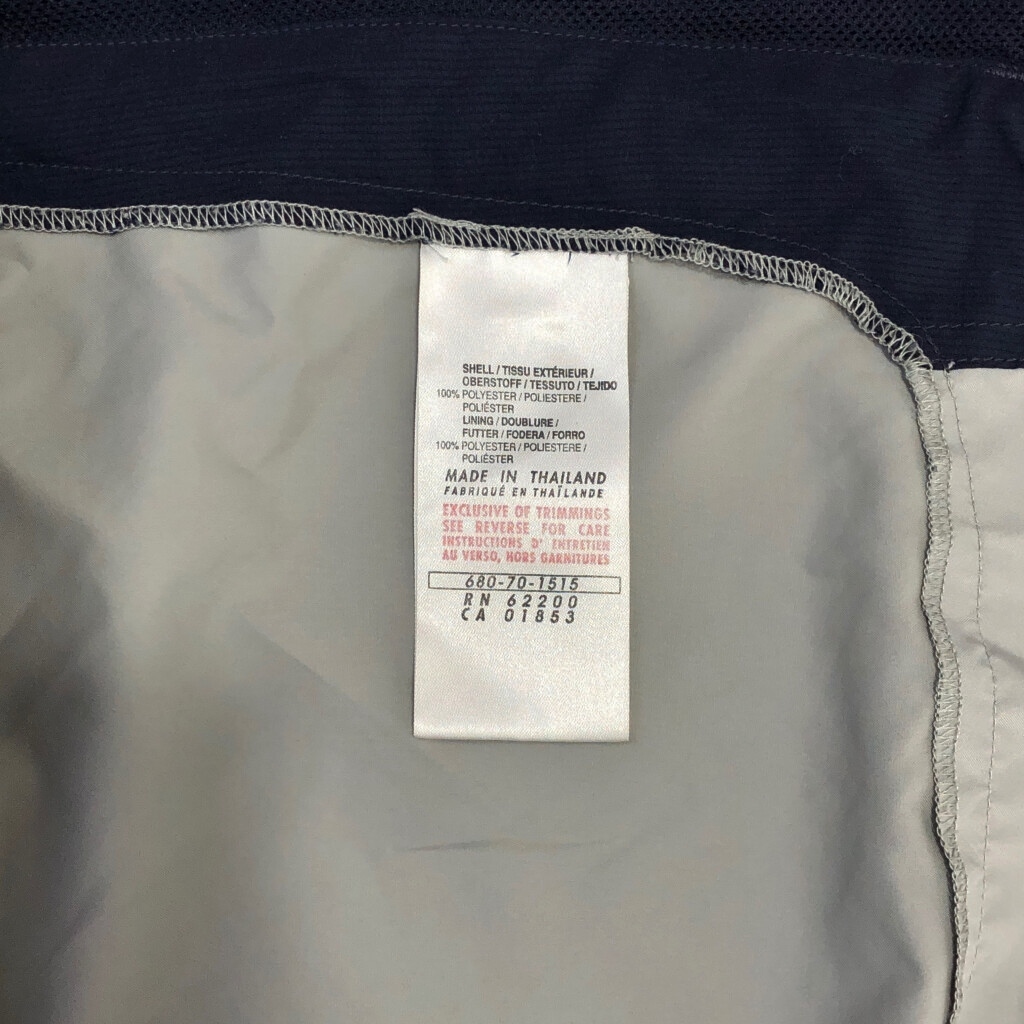 SHELL / TISSU EXTÉRIEUR /
OBERSTOFF / TESSUTO / TEJIDO
100% POLYESTER / POLIESTERE /
POLIÉSTER
LINING / DOUBLURE /
FUTTER / FODERA / FORRO
100% POLYESTER / POLIESTERE /
POLIÉSTER
MADE IN THAILAND
FABRIQUÉ EN THAÏLANDE
EXCLUSIVE OF TRIMMINGS
SEE REVERSE FOR CARE
INSTRUCTIONS D' ENTRETIEN
AU VERSO, HORS GARNITURES
680-70-1515
RN 62200
CA 01853